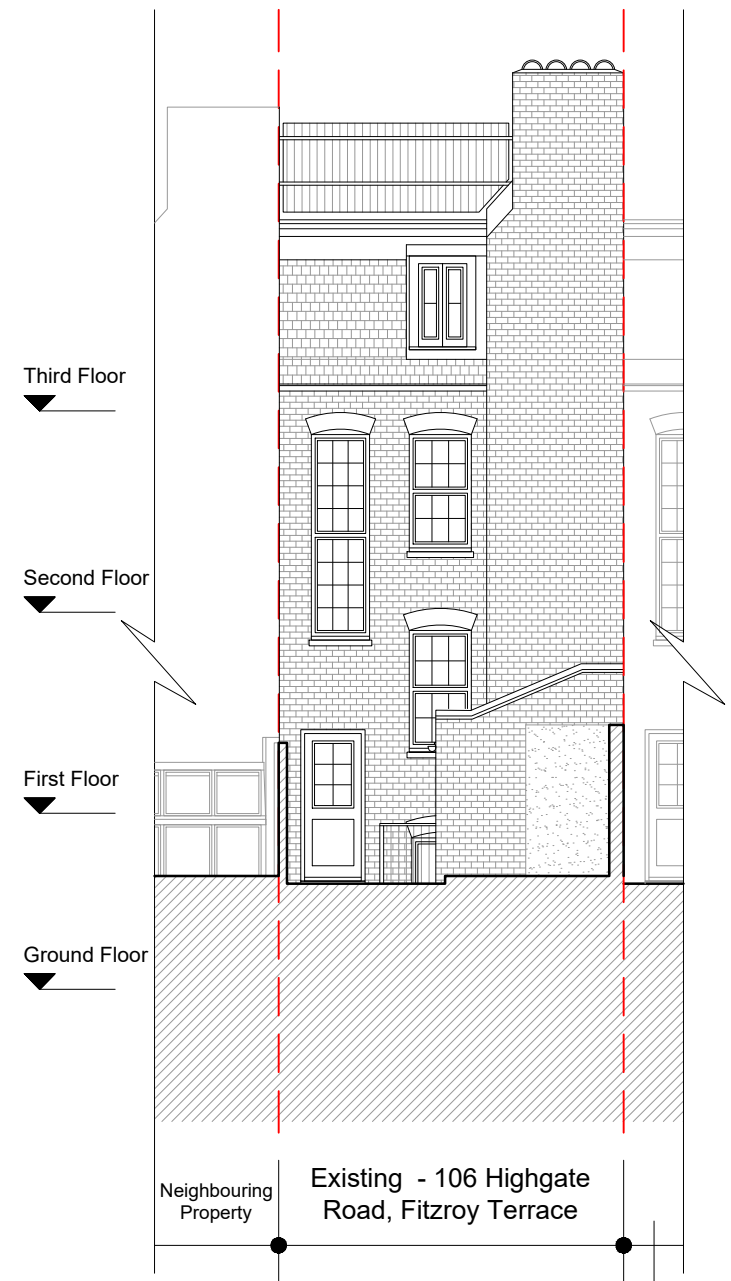 Third Floor
Second Floor
First Floor
Ground Floor
Neighbouring
Property
Existing - 106 Highgate
Road, Fitzroy Terrace